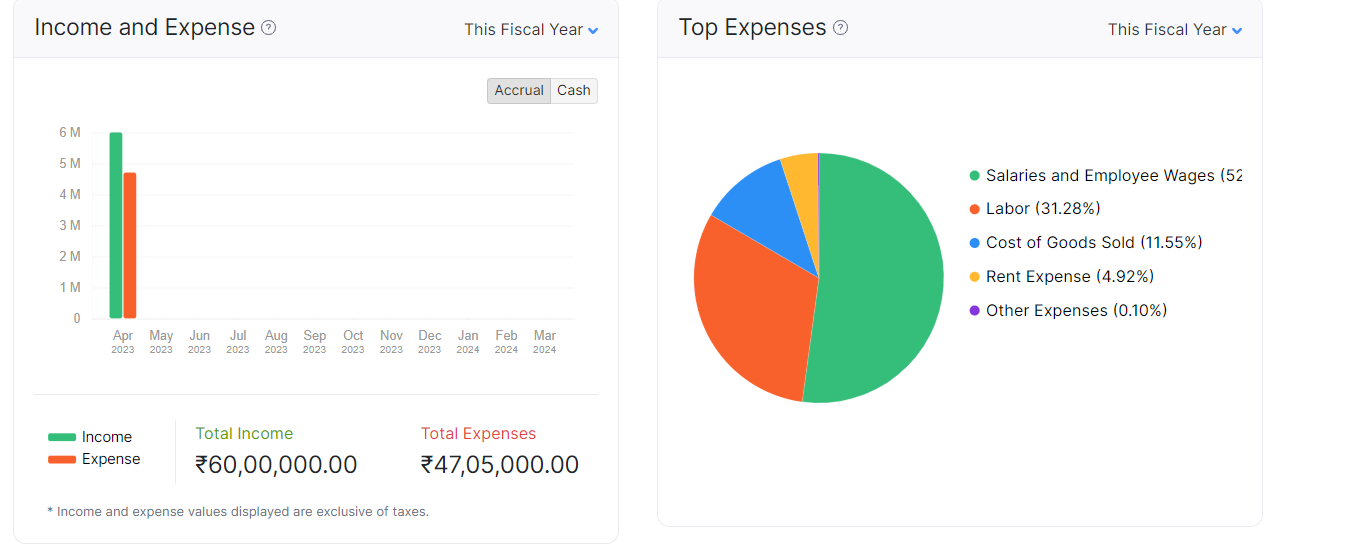 Income and Expense
This Fiscal Year
Accrual Cash
6 M
5 M
4 M
3 M
2 M
1 M
0
Apr May Jun Jul Aug Sep Oct Nov Dec Jan Feb Mar
2023 2023 2023 2023 2023 2023 2023 2023 2023 2024 2024 2024
Income
Expense
Total Income
₹60,00,000.00
Total Expenses
₹47,05,000.00
* Income and expense values displayed are exclusive of taxes.
Top Expenses
This Fiscal Year
Salaries and Employee Wages (52
Labor (31.28%)
Cost of Goods Sold (11.55%)
Rent Expense (4.92%)
Other Expenses (0.10%)